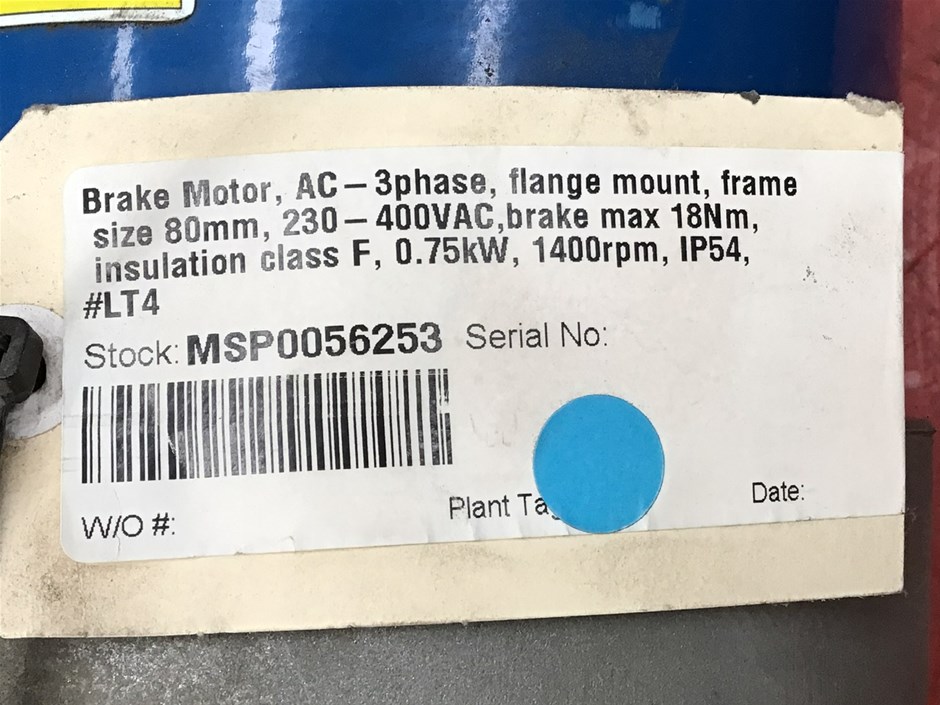 Brake Motor, AC-3phase, flange mount, frame
size 80mm, 230-400VAC,brake max 18Nm,
insulation class F, 0.75kW, 1400rpm, IP54,
#LT4
Stock: MSP0056253 Serial No:
W/O #: Plant Date: